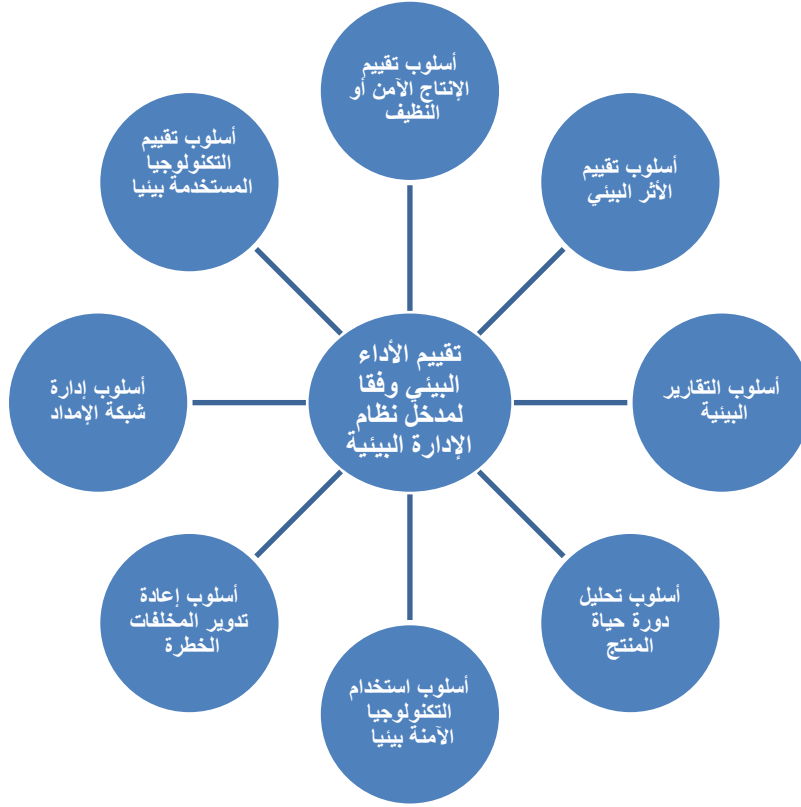 أسلوب تقييم
الإنتاج الآمن أو
النظيف
أسلوب تقييم
الأثر البيئي
أسلوب التقارير
البيئية
أسلوب تحليل
دورة حياة
المنتج
أسلوب استخدام
التكنولوجيا
الآمنة بيئيا
أسلوب إعادة
تدوير المخلفات
الخطرة
أسلوب إدارة
شبكة الإمداد
أسلوب تقييم
التكنولوجيا
المستخدمة بيئيا
تقييم الأداء
البيئي وفقا
لمدخل نظام
الإدارة البيئية